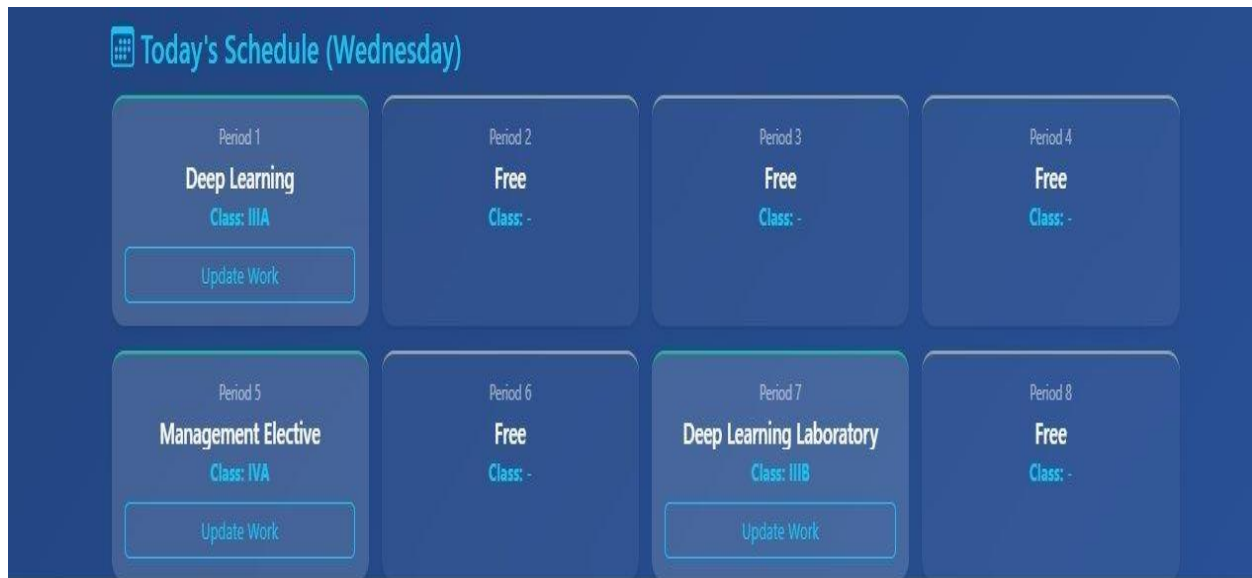 Today's Schedule (Wednesday)
Period 1
Deep Learning
Class: IIIA
Update Work
Period 2
Free
Class: -
Period 3
Free
Class: -
Period 4
Free
Class: -
Period 5
Management Elective
Class: IVA
Update Work
Period 6
Free
Class: -
Period 7
Deep Learning Laboratory
Class: IIIB
Update Work
Period 8
Free
Class: -